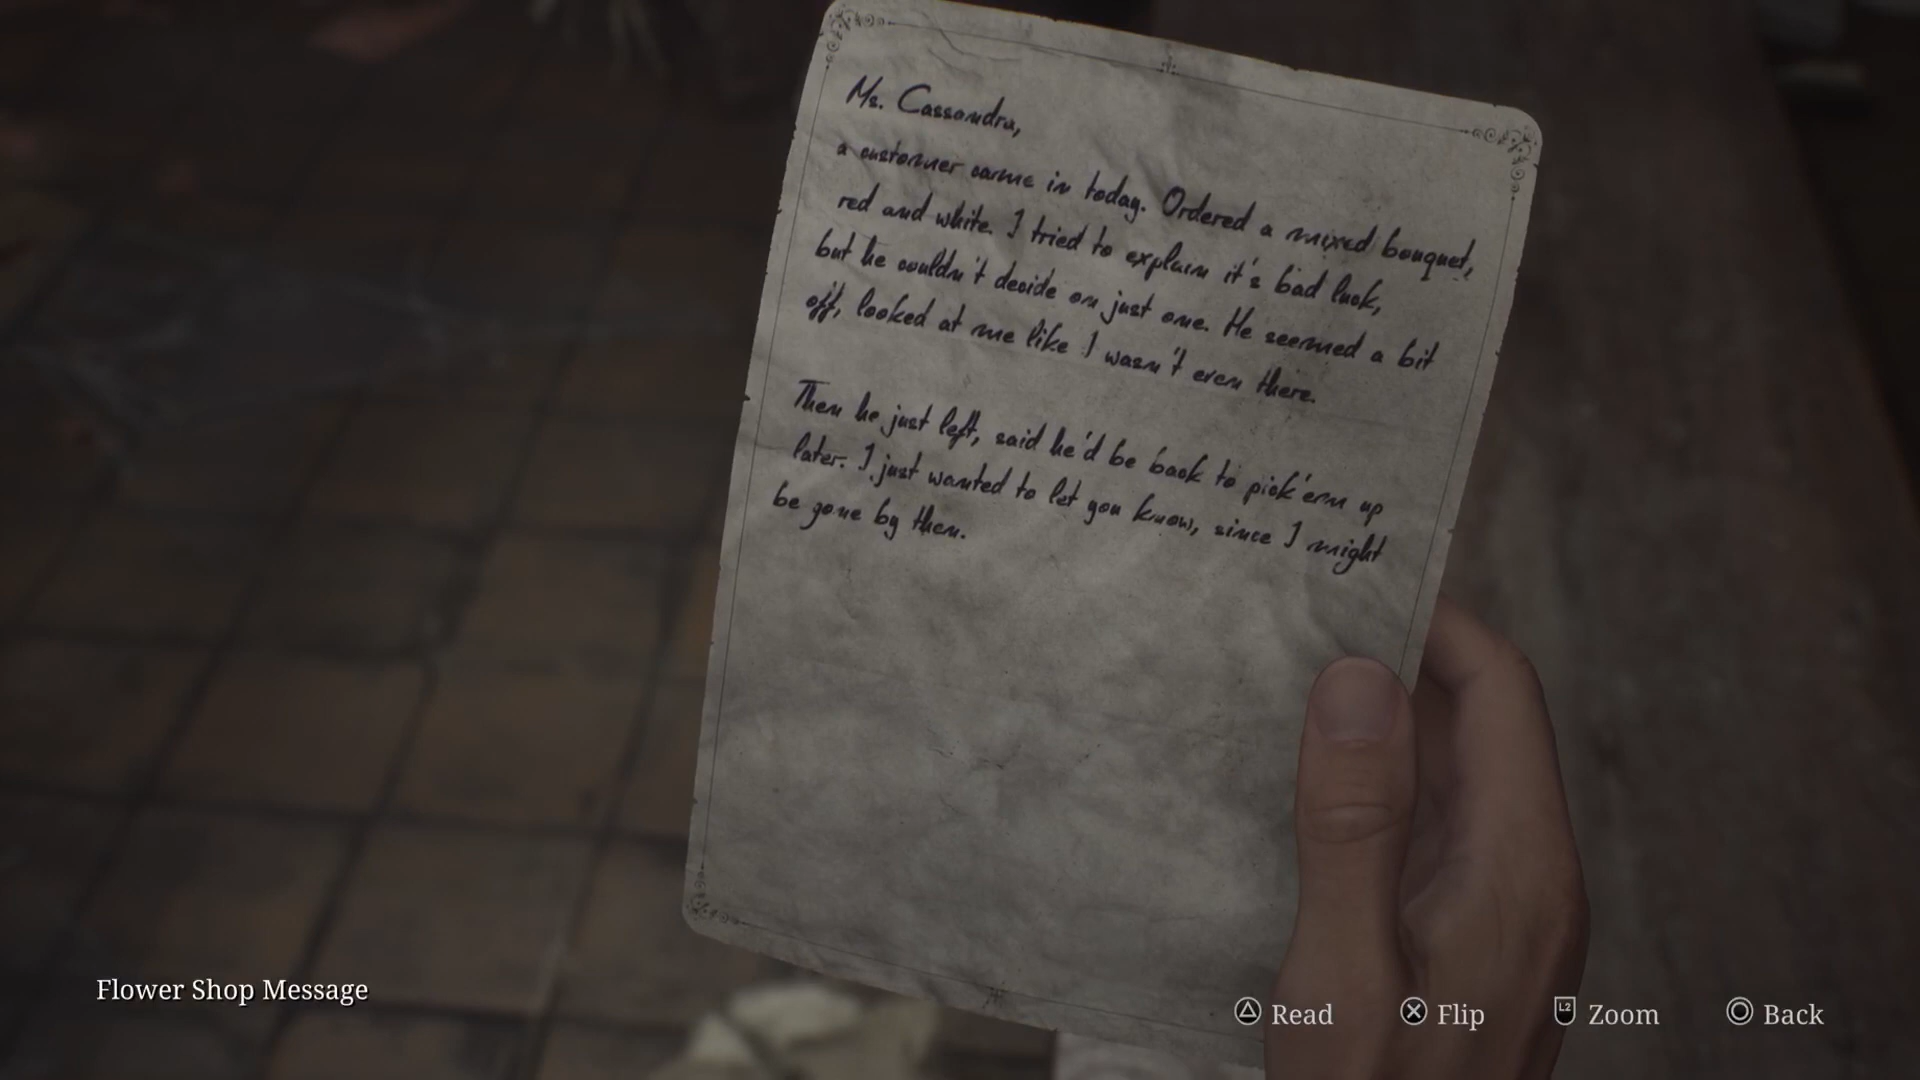 Ms. Cassandra,
a customer came in today. Ordered a mixed bouquet,
red and white. I tried to explain it's bad luck,
but he couldn't decide on just one. He seemed a bit
off, looked at me like I wasn't even there.
Then he just left, said he'd be back to pick'em up
later. I just wanted to let you know, since I might
be gone by then.
Flower Shop Message
Read
Flip
L2 Zoom
Back